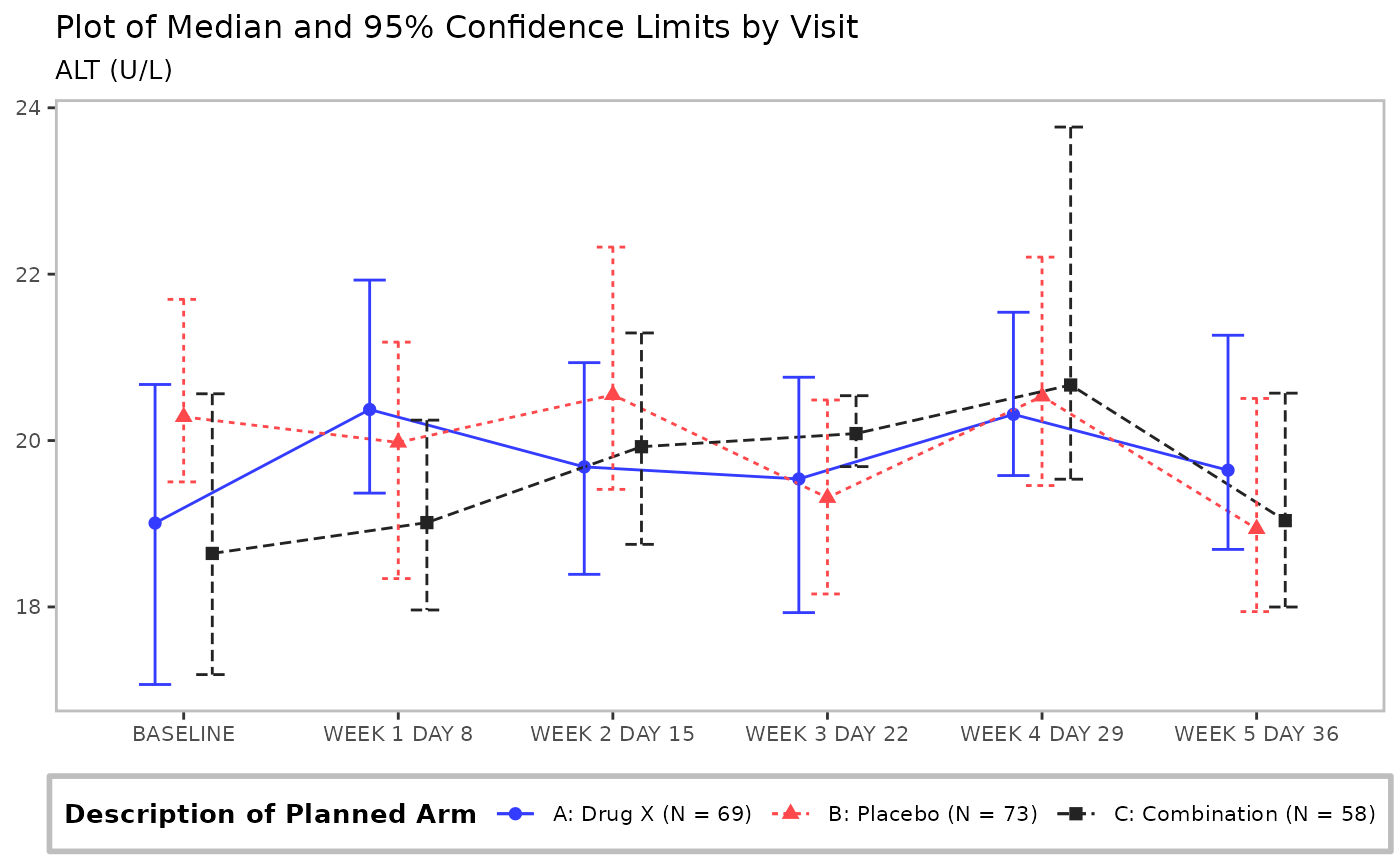 Plot of Median and 95% Confidence Limits by Visit
ALT (U/L)
24
22
20
18
BASELINE WEEK 1 DAY 8 WEEK 2 DAY 15 WEEK 3 DAY 22 WEEK 4 DAY 29 WEEK 5 DAY 36
Description of Planned Arm A: Drug X (N = 69) B: Placebo (N = 73) C: Combination (N = 58)